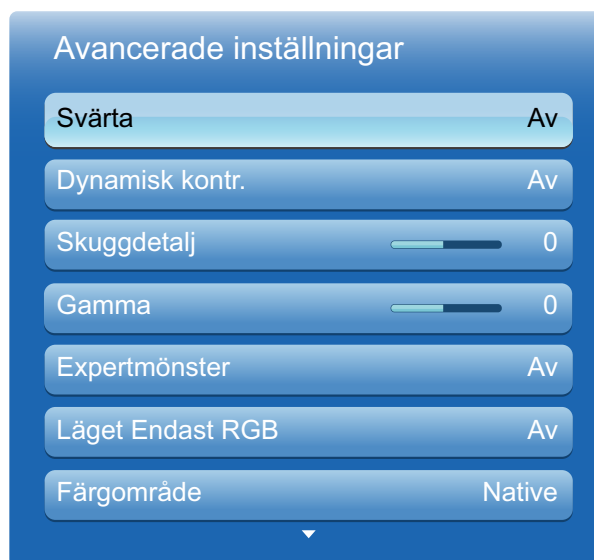 Avancerade inställningar
Svärta Av
Dynamisk kontr. Av
Skuggdetalj 0
Gamma 0
Expertmönster Av
Läget Endast RGB Av
Färgområde Native